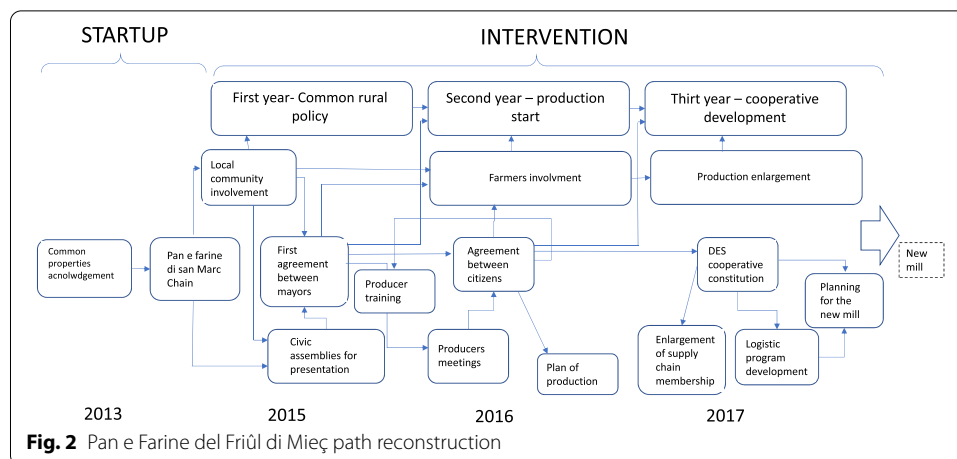 STARTUP
INTERVENTION
First year- Common rural
policy
Second year – production
start
Thirt year – cooperative
development
Local
community
involvement
Farmers involvment
Production enlargement
Common
properties
acnolwdgement
Pan e farine
di san Marc
Chain
First
agreement
between
mayors
Producer
training
Agreement
between
citizens
DES
cooperative
constitution
Planning
for the
new mill
New
mill
Civic
assemblies for
presentation
Producers
meetings
Plan of
production
Enlargement
of supply
chain
membership
Logistic
program
development
2013
2015
2016
2017
Fig. 2 Pan e Farine del Friûl di Mieç path reconstruction